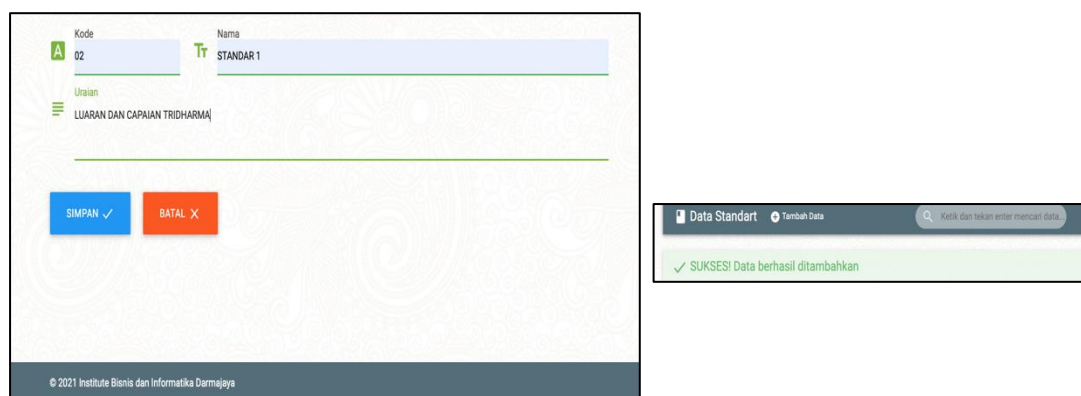 Kode Nama
A 02 Tт STANDAR 1
Uraian
LUARAN DAN CAPAIAN TRIDHARMA
SIMPAN BATAL
© 2021 Institute Bisnis dan Informatika Darmajaya
Data Standart Tambah Data Ketik dan tekan enter mencari data...
SUKSES! Data berhasil ditambahkan